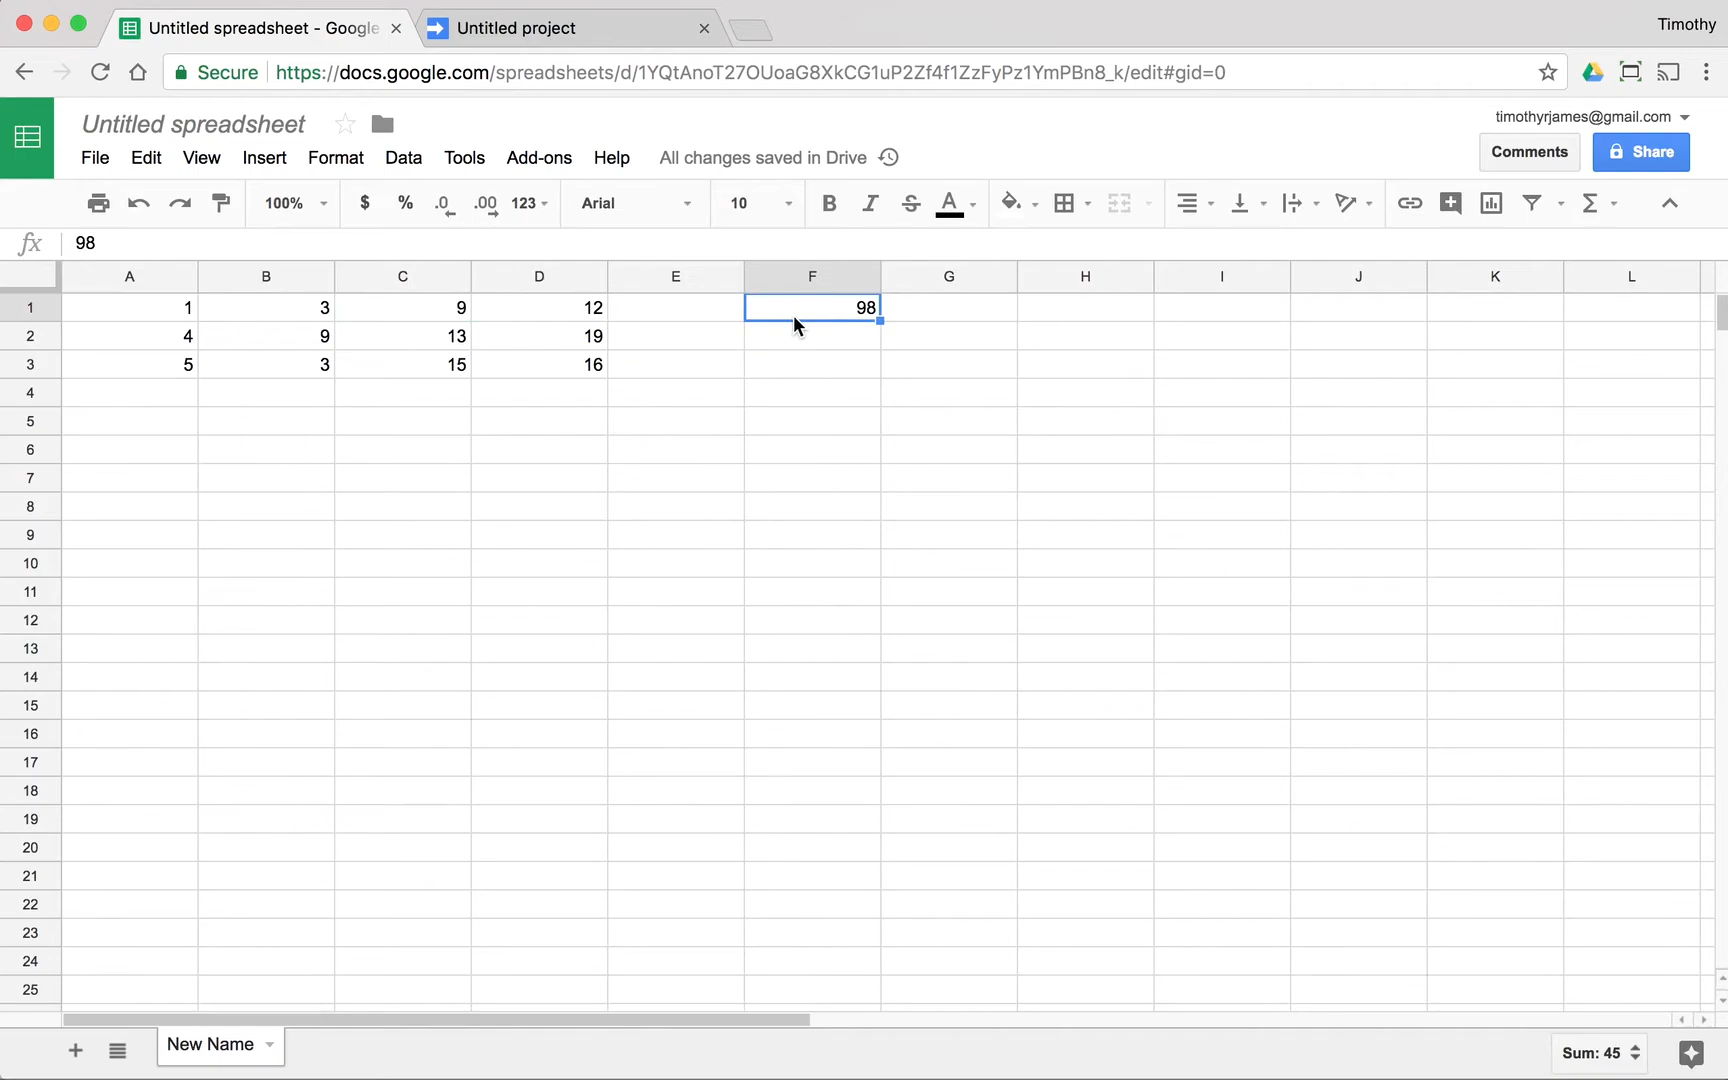 Untitled spreadsheet - Google
Untitled project
Timothy
Secure https://docs.google.com/spreadsheets/d/1YQtAnoT27OUoaG8XkCG1uP2Zf4f1ZzFyPz1YmPBn8_k/edit#gid=0
Untitled spreadsheet
timothyrjames@gmail.com
File Edit View Insert Format Data Tools Add-ons Help All changes saved in Drive
Comments Share
100% $ % .0 .00 123 Arial 10 B I S A Σ
fx 98
A B C D E F G H I J K L
1 1 3 9 12 98
2 4 9 13 19
3 5 3 15 16
4
5
6
7
8
9
10
11
12
13
14
15
16
17
18
19
20
21
22
23
24
25
New Name
Sum: 45